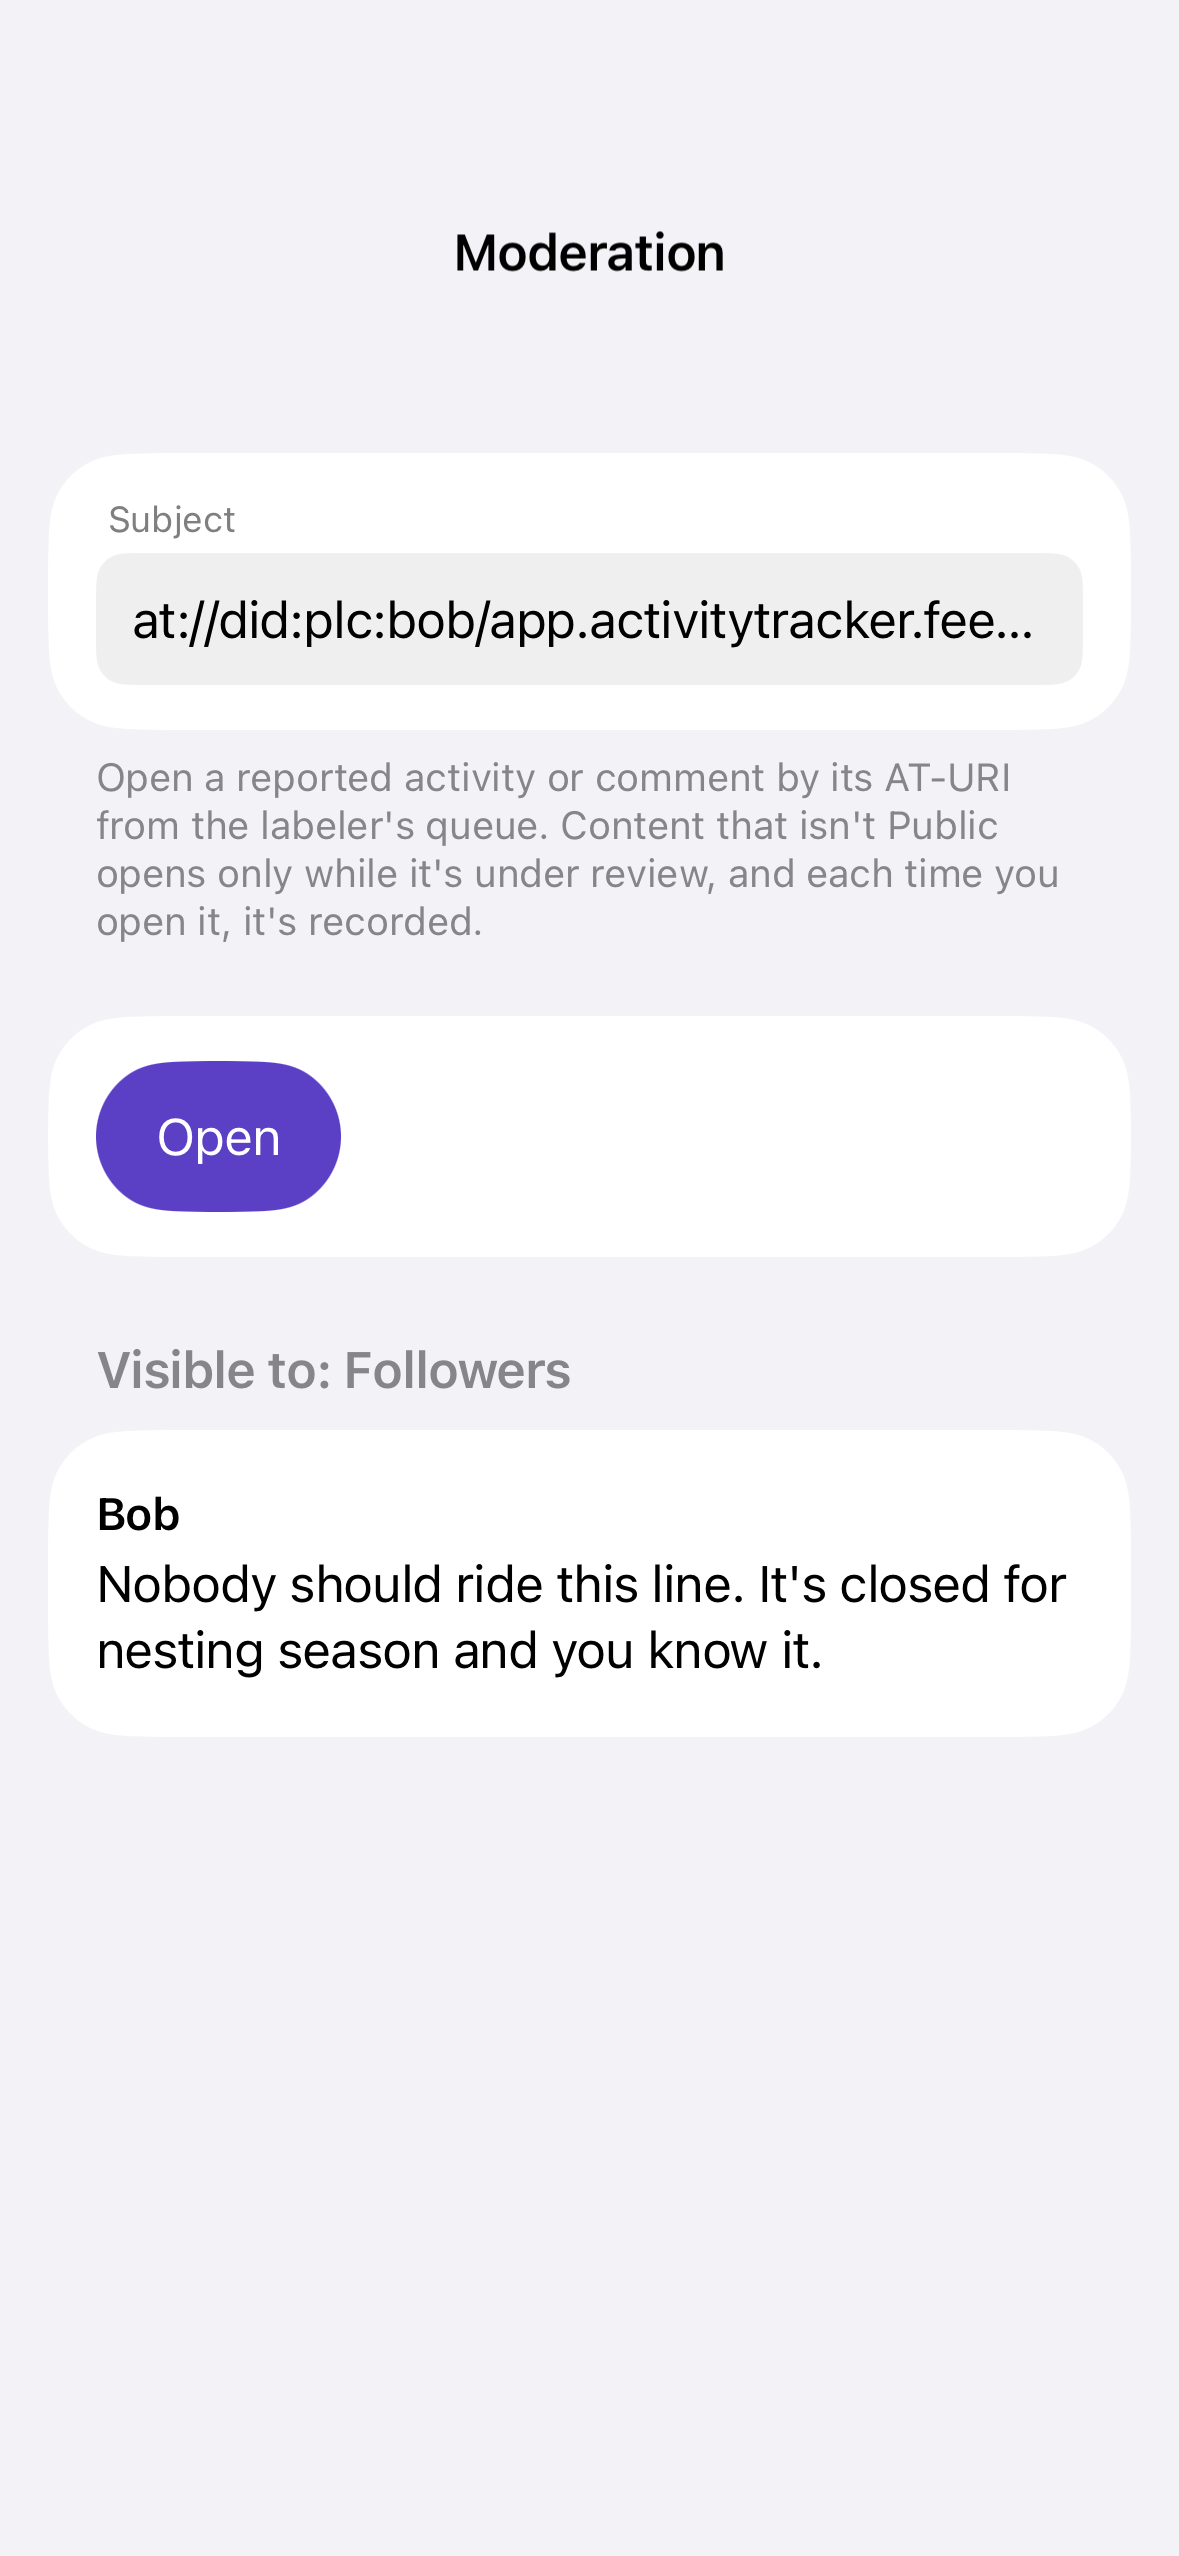 Moderation
Subject
at://did:plc:bob/app.activitytracker.fee...
Open a reported activity or comment by its AT-URI
from the labeler's queue. Content that isn't Public
opens only while it's under review, and each time you
open it, it's recorded.
Open
Visible to: Followers
Bob
Nobody should ride this line. It's closed for
nesting season and you know it.